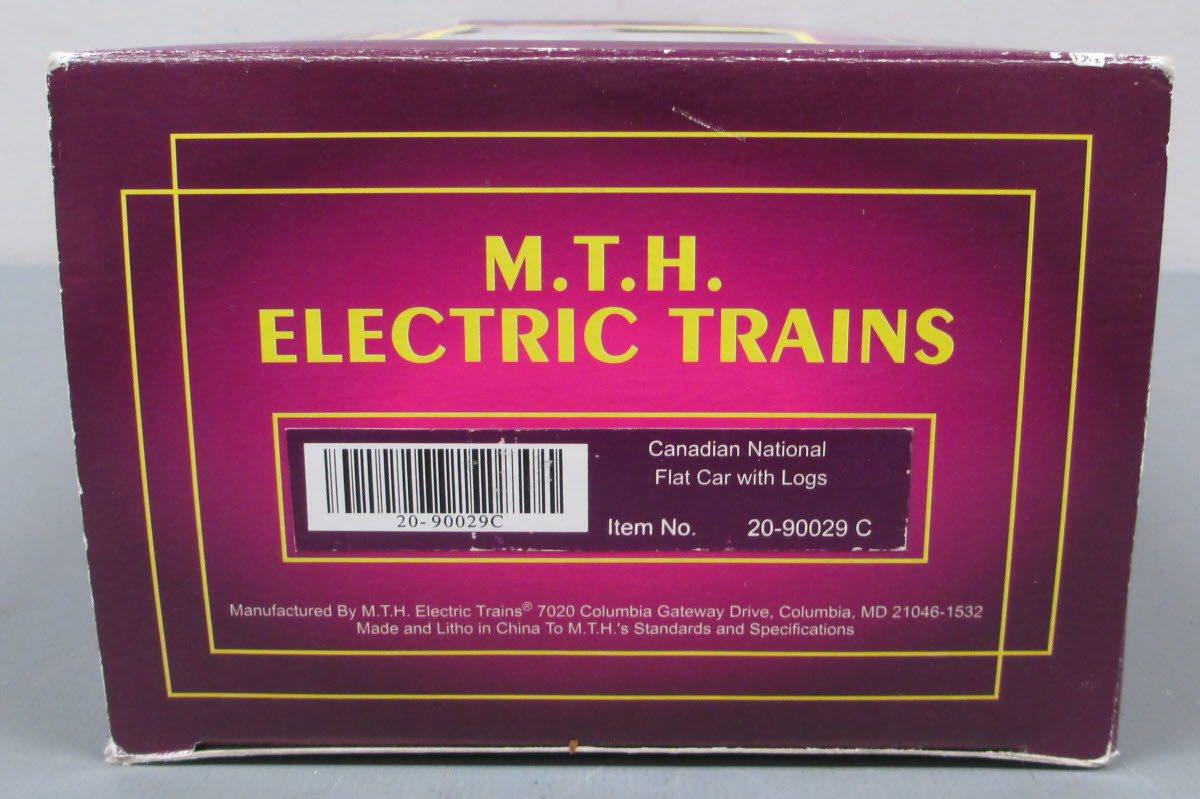 M.T.H.
ELECTRIC TRAINS
Canadian National
Flat Car with Logs
20-90029C
Item No. 20-90029 C
Manufactured By M.T.H. Electric Trains® 7020 Columbia Gateway Drive, Columbia, MD 21046-1532
Made and Litho in China To M.T.H.'s Standards and Specifications